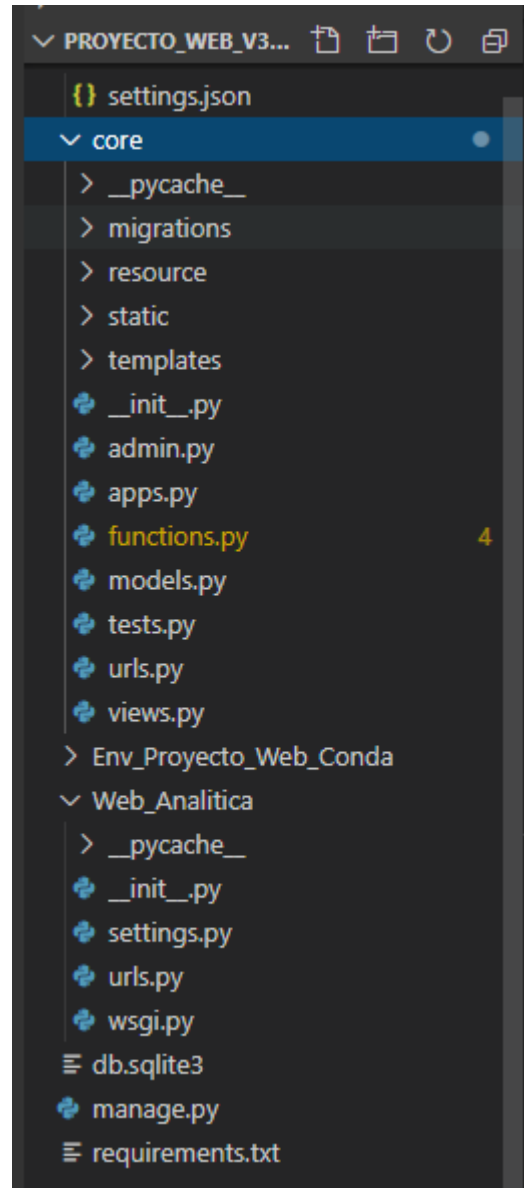 PROYECTO_WEB_V3...
{} settings.json
core
__pycache__
migrations
resource
static
templates
__init__.py
admin.py
apps.py
functions.py 4
models.py
tests.py
urls.py
views.py
Env_Proyecto_Web_Conda
Web_Analitica
__pycache__
__init__.py
settings.py
urls.py
wsgi.py
db.sqlite3
manage.py
requirements.txt